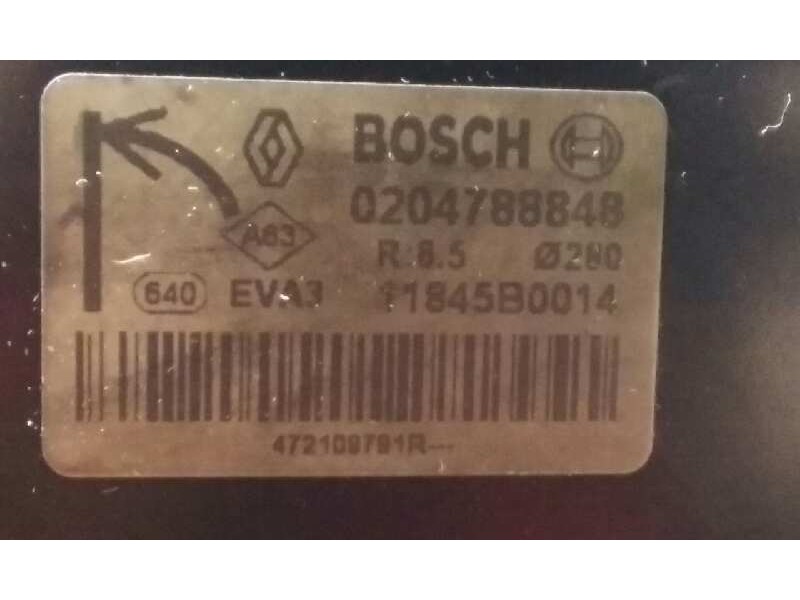 BOSCH
0204788848
A63
R:8.5 Ø280
640 EVA3 11845B0014
472109791R---